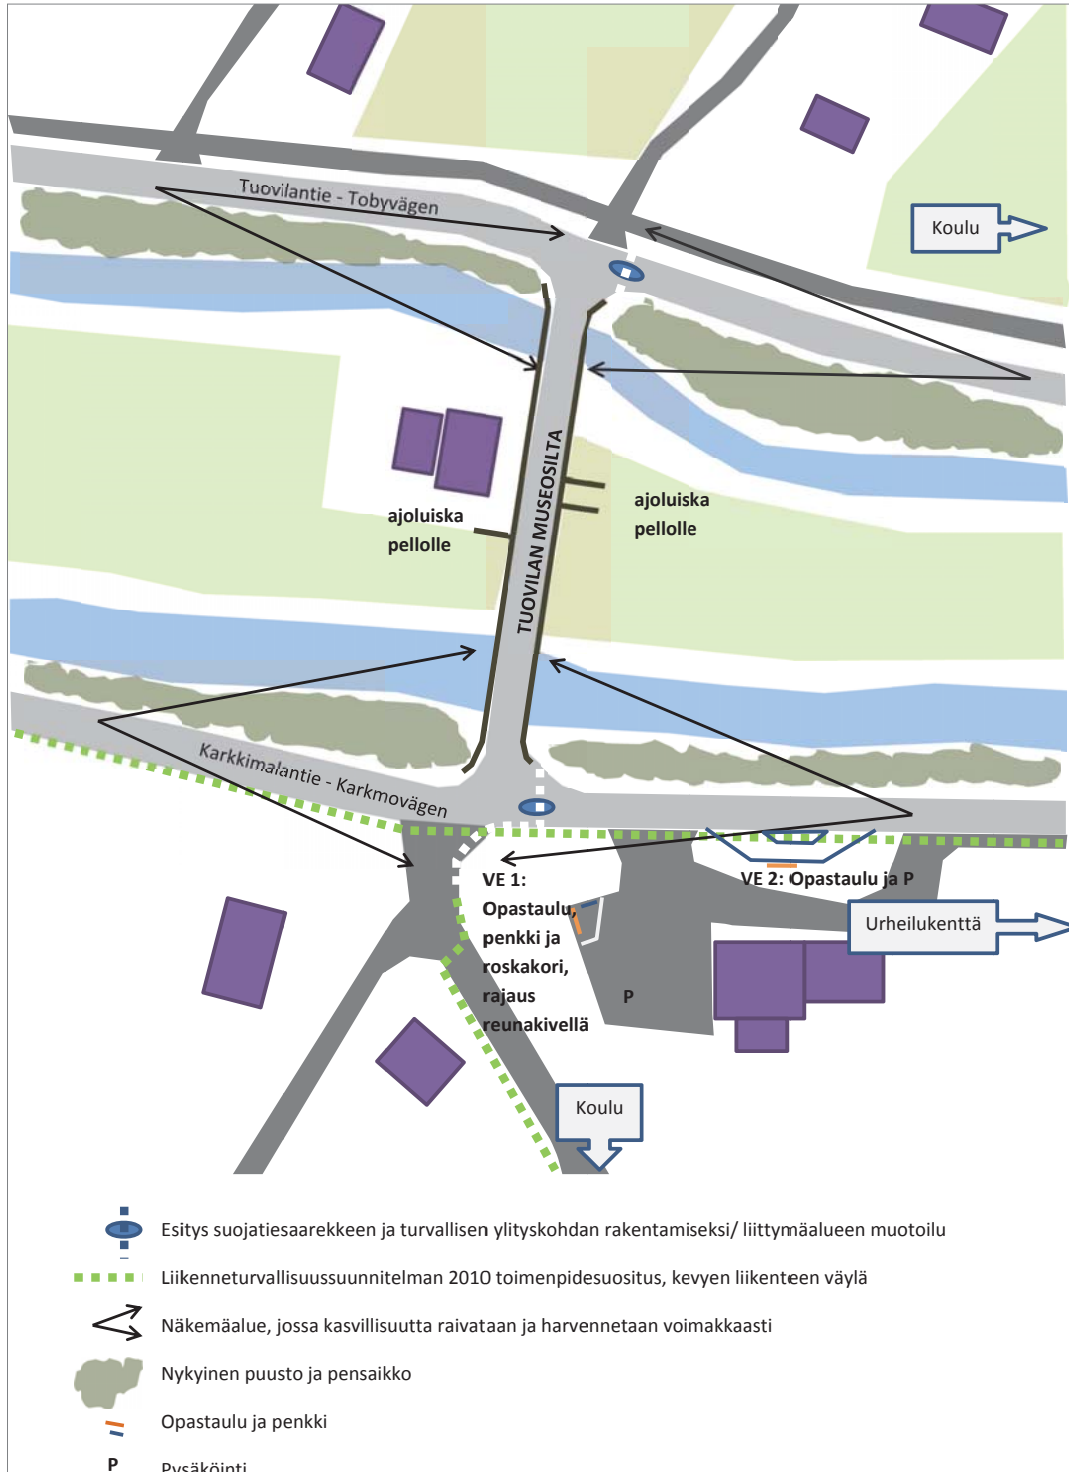 Tuovilantie - Tobyvägen
Koulu
TUOVILAN MUSEOSILTA
ajoluiska
pellolle
ajoluiska
pellolle
Karkkimalantie - Karkmovägen
VE 1:
Opastaulu,
penkki ja
roskakori,
rajaus
reunakivellä
VE 2: Opastaulu ja P
Urheilukenttä
P
Koulu
Esitys suojatiesaarekkeen ja turvallisen ylityskohdan rakentamiseksi/ liittymäalueen muotoilu
Liikenneturvallisuussuunnitelman 2010 toimenpidesuositus, kevyen liikenteen väylä
Näkemäalue, jossa kasvillisuutta raivataan ja harvennetaan voimakkaasti
Nykyinen puusto ja pensaikko
Opastaulu ja penkki
P Pysäköinti